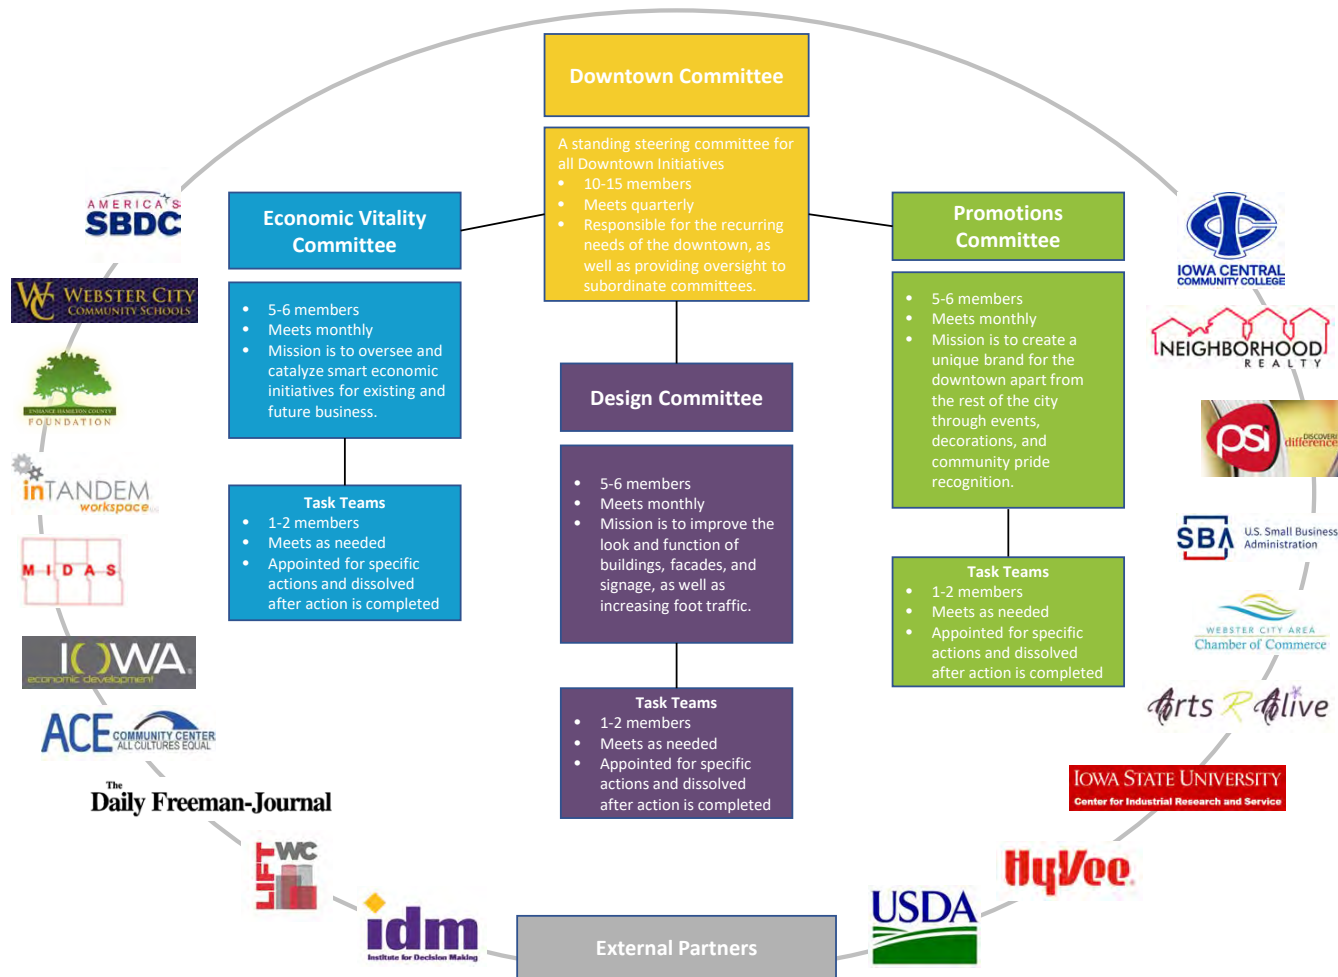 Downtown Committee
A standing steering committee for
all Downtown Initiatives
• 10-15 members
• Meets quarterly
• Responsible for the recurring
needs of the downtown, as
well as providing oversight to
subordinate committees.
Economic Vitality
Committee
• 5-6 members
• Meets monthly
• Mission is to oversee and
catalyze smart economic
initiatives for existing and
future business.
Task Teams
• 1-2 members
• Meets as needed
• Appointed for specific
actions and dissolved
after action is completed
Design Committee
• 5-6 members
• Meets monthly
• Mission is to improve the
look and function of
buildings, facades, and
signage, as well as
increasing foot traffic.
Task Teams
• 1-2 members
• Meets as needed
• Appointed for specific
actions and dissolved
after action is completed
Promotions
Committee
• 5-6 members
• Meets monthly
• Mission is to create a
unique brand for the
downtown apart from
the rest of the city
through events,
decorations, and
community pride
recognition.
Task Teams
• 1-2 members
• Meets as needed
• Appointed for specific
actions and dissolved
after action is completed
AMERICA'S
SBDC
WC WEBSTER CITY
COMMUNITY SCHOOLS
ENHANCE HAMILTON COUNTY
FOUNDATION
inTANDEM
workspace
MIDAS
IOWA
economic development
ACE COMMUNITY CENTER
ALL CULTURES EQUAL
The
Daily Freeman-Journal
LIFT WC
idm
Institute for Decision Making
External Partners
USDA
HyVee
IOWA STATE UNIVERSITY
Center for Industrial Research and Service
Arts R Alive
WEBSTER CITY AREA
Chamber of Commerce
SBA U.S. Small Business
Administration
psi DISCOVERI
difference
NEIGHBORHOOD
REALTY
IOWA CENTRAL
COMMUNITY COLLEGE